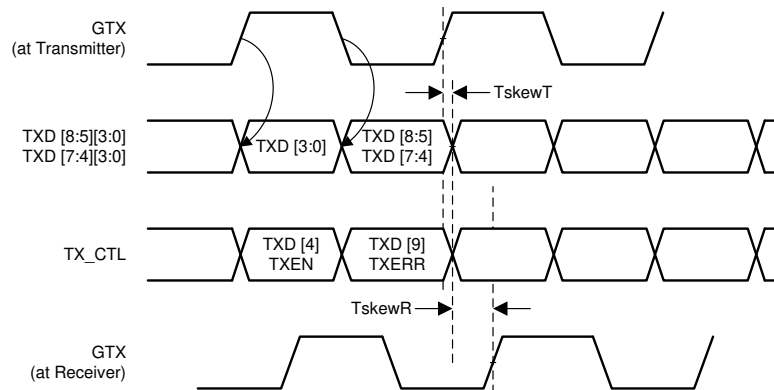 GTX
(at Transmitter)
TskewT
TXD [8:5][3:0]
TXD [7:4][3:0]
TXD [3:0]
TXD [8:5]
TXD [7:4]
TX_CTL
TXD [4]
TXEN
TXD [9]
TXERR
TskewR
GTX
(at Receiver)